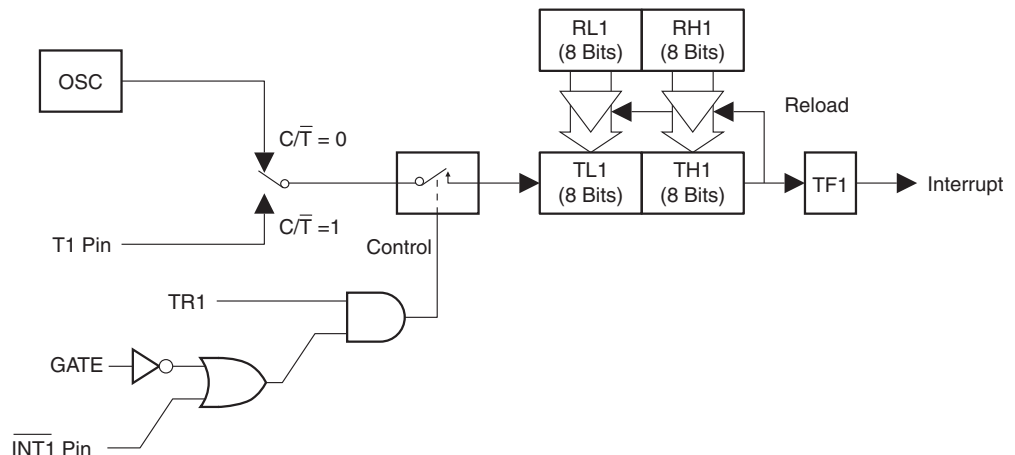 RL1
(8 Bits)
RH1
(8 Bits)
OSC
Reload
C/T̅ = 0
TL1
(8 Bits)
TH1
(8 Bits)
TF1
Interrupt
C/T̅ =1
T1 Pin
Control
TR1
GATE
I̅N̅T̅1̅ Pin